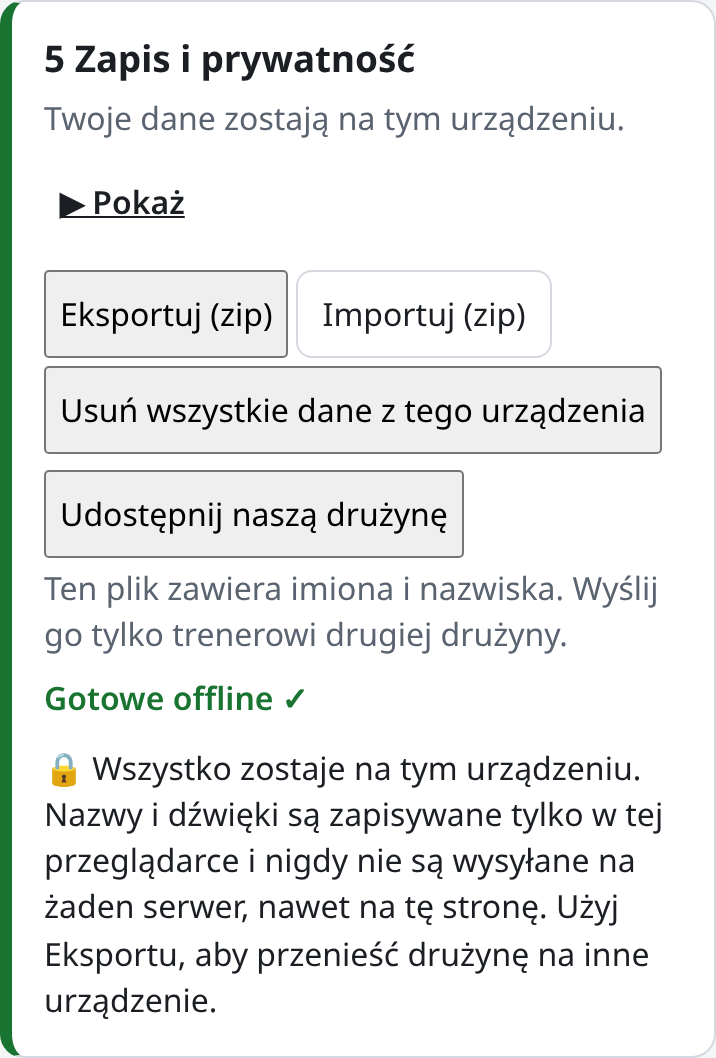 5 Zapis i prywatność
Twoje dane zostają na tym urządzeniu.
▶ Pokaż
Eksportuj (zip) Importuj (zip)
Usuń wszystkie dane z tego urządzenia
Udostępnij naszą drużynę
Ten plik zawiera imiona i nazwiska. Wyślij
go tylko trenerowi drugiej drużyny.
Gotowe offline ✓
🔒 Wszystko zostaje na tym urządzeniu.
Nazwy i dźwięki są zapisywane tylko w tej
przeglądarce i nigdy nie są wysyłane na
żaden serwer, nawet na tę stronę. Użyj
Eksportu, aby przenieść drużynę na inne
urządzenie.